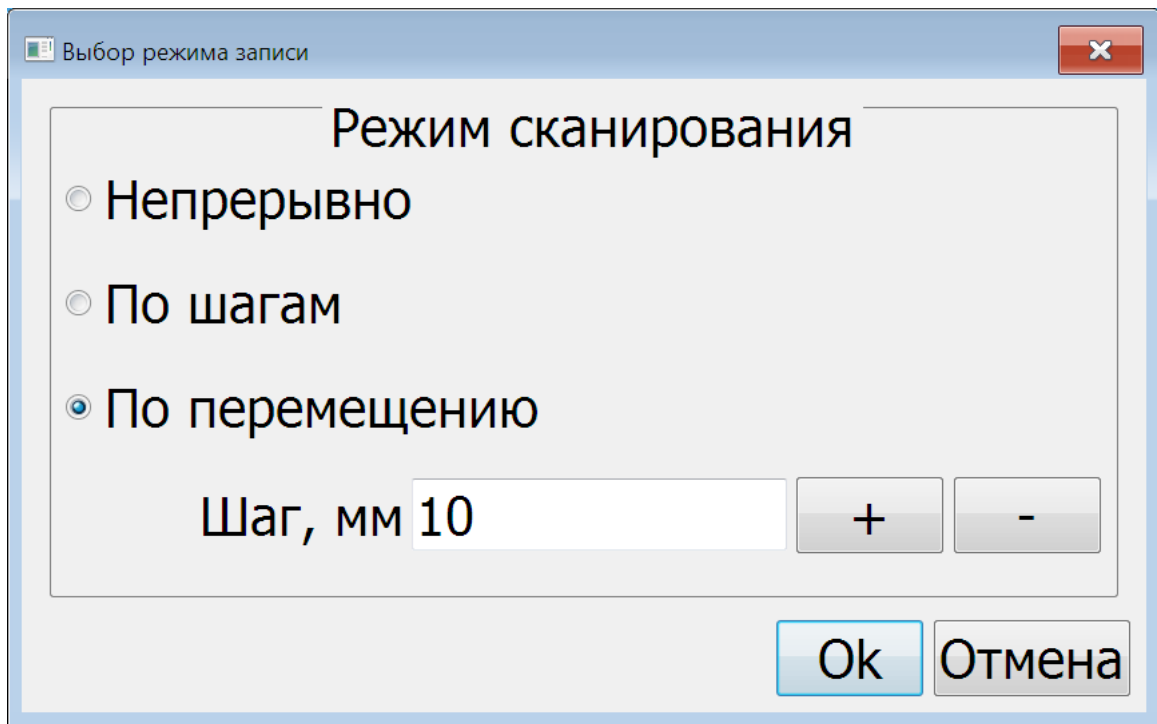 Выбор режима записи
Режим сканирования
Непрерывно
По шагам
По перемещению
Шаг, мм 10 + -
Ok Отмена